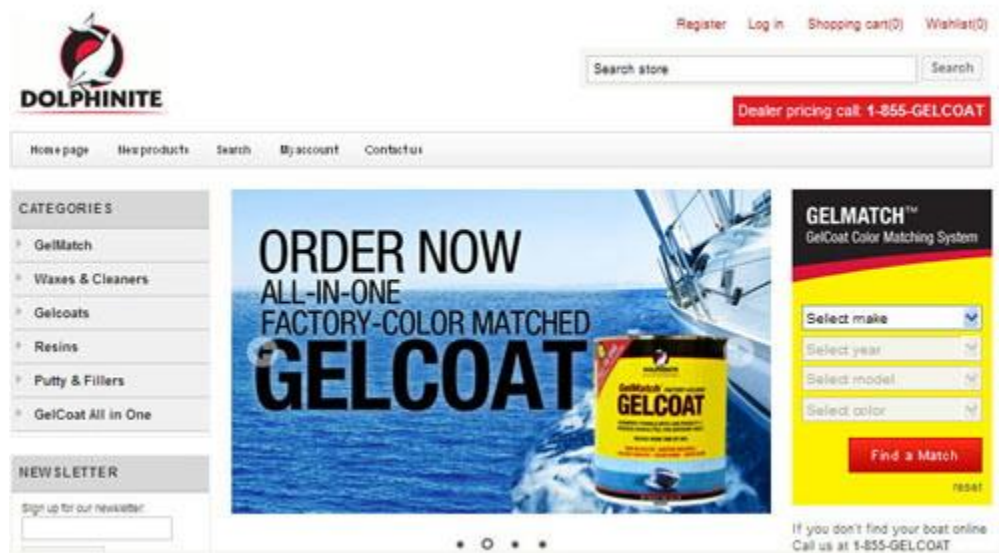 Register Log in Shopping cart(0) Wishlist(0)
Search store Search
DOLPHINITE
Dealer pricing call: 1-855-GELCOAT
Home page New products Search My account Contact us
CATEGORIES
GelMatch
Waxes & Cleaners
Gelcoats
Resins
Putty & Fillers
GelCoat All in One
NEWSLETTER
Sign up for our newsletter:
ORDER NOW
ALL-IN-ONE
FACTORY-COLOR MATCHED
GELCOAT
DOLPHINITE
GelMatch
GELCOAT
GELMATCH™
GelCoat Color Matching System
Select make
Select year
Select model
Select color
Find a Match
reset
If you don't find your boat online
Call us at 1-855-GELCOAT